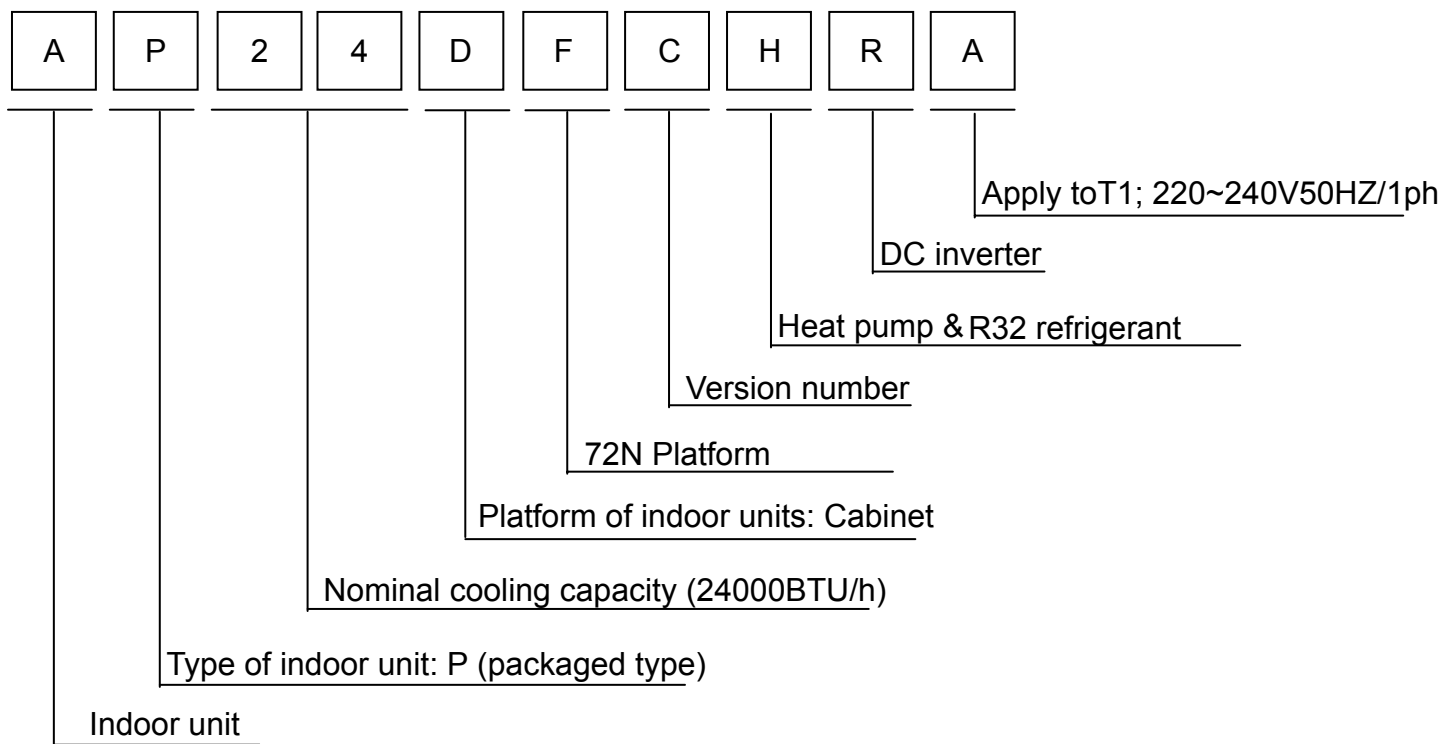 A P 2 4 D F C H R A
Apply toT1; 220~240V50HZ/1ph
DC inverter
Heat pump & R32 refrigerant
Version number
72N Platform
Platform of indoor units: Cabinet
Nominal cooling capacity (24000BTU/h)
Type of indoor unit: P (packaged type)
Indoor unit